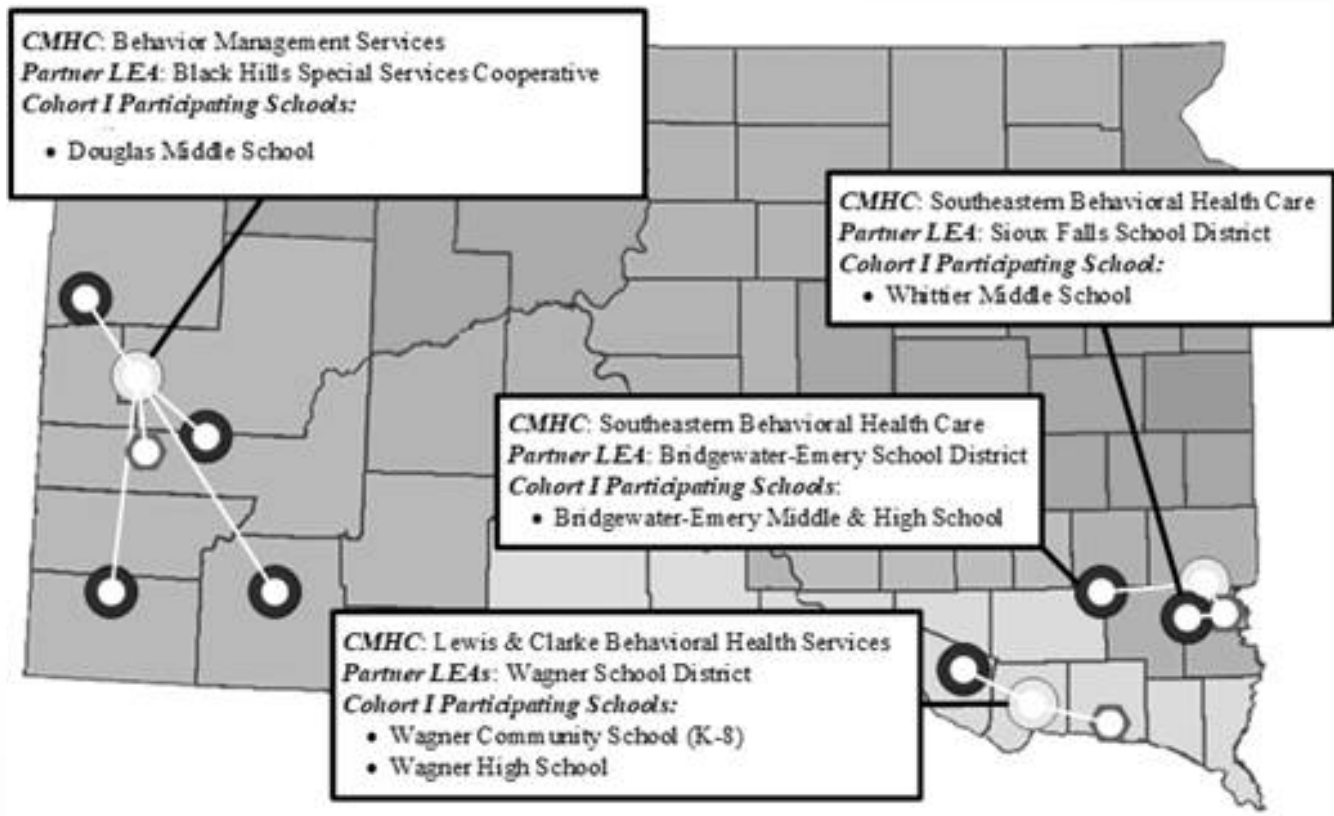 CMHC: Behavior Management Services
Partner LEA: Black Hills Special Services Cooperative
Cohort I Participating Schools:
• Douglas Middle School
CMHC: Southeastern Behavioral Health Care
Partner LEA: Sioux Falls School District
Cohort I Participating School:
• Whittier Middle School
CMHC: Southeastern Behavioral Health Care
Partner LEA: Bridgewater-Emery School District
Cohort I Participating Schools:
• Bridgewater-Emery Middle & High School
CMHC: Lewis & Clarke Behavioral Health Services
Partner LEAs: Wagner School District
Cohort I Participating Schools:
• Wagner Community School (K-8)
• Wagner High School